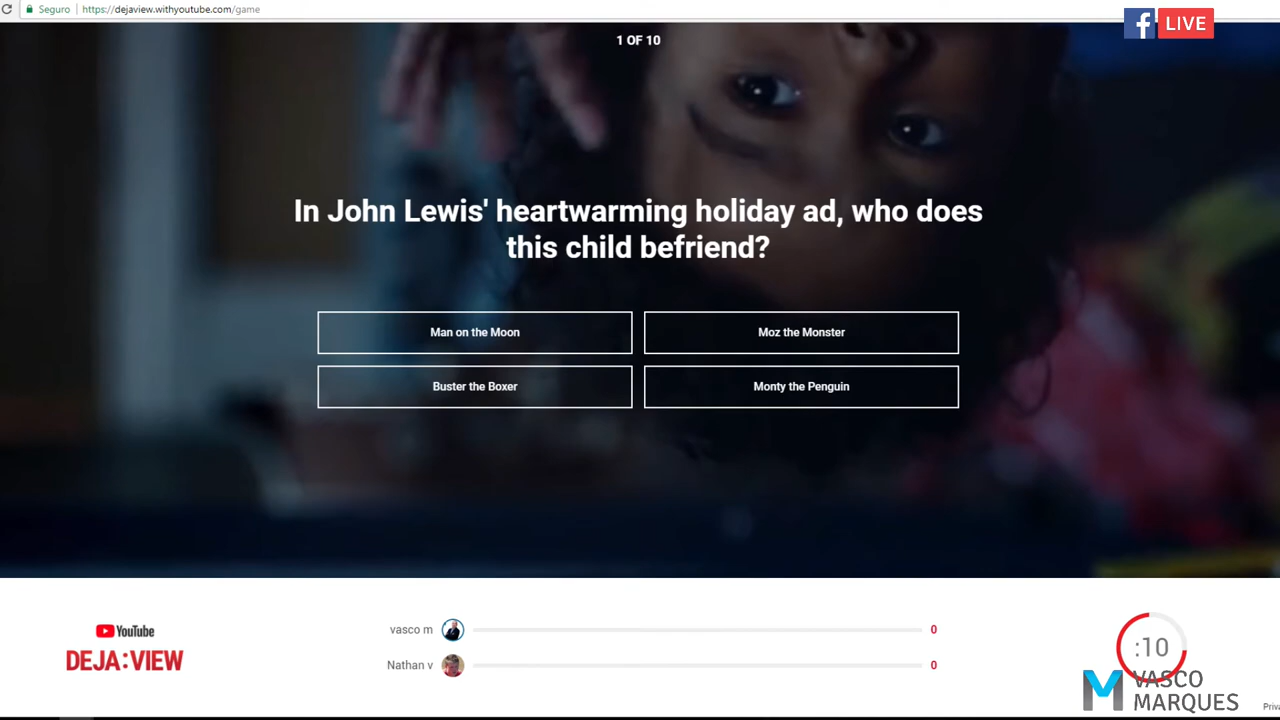 Seguro
https://dejaview.withyoutube.com/game
f LIVE
1 OF 10
In John Lewis' heartwarming holiday ad, who does
this child befriend?
Man on the Moon
Moz the Monster
Buster the Boxer
Monty the Penguin
YouTube
DEJA:VIEW
vasco m
0
Nathan v
0
:10
VASCO
MARQUES
Priva